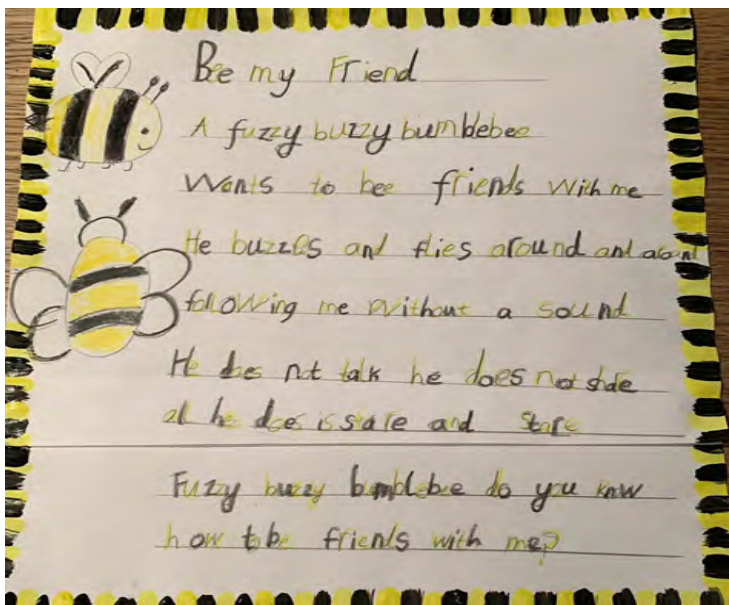 Bee my Friend
A fuzzy buzzy bumblebee
Wants to bee friends with me
He buzzes and flies around and around
following me without a sound
He does not talk he does not share
all he does is stare and stare
Fuzzy buzzy bumblebee do you know
how to be friends with me?